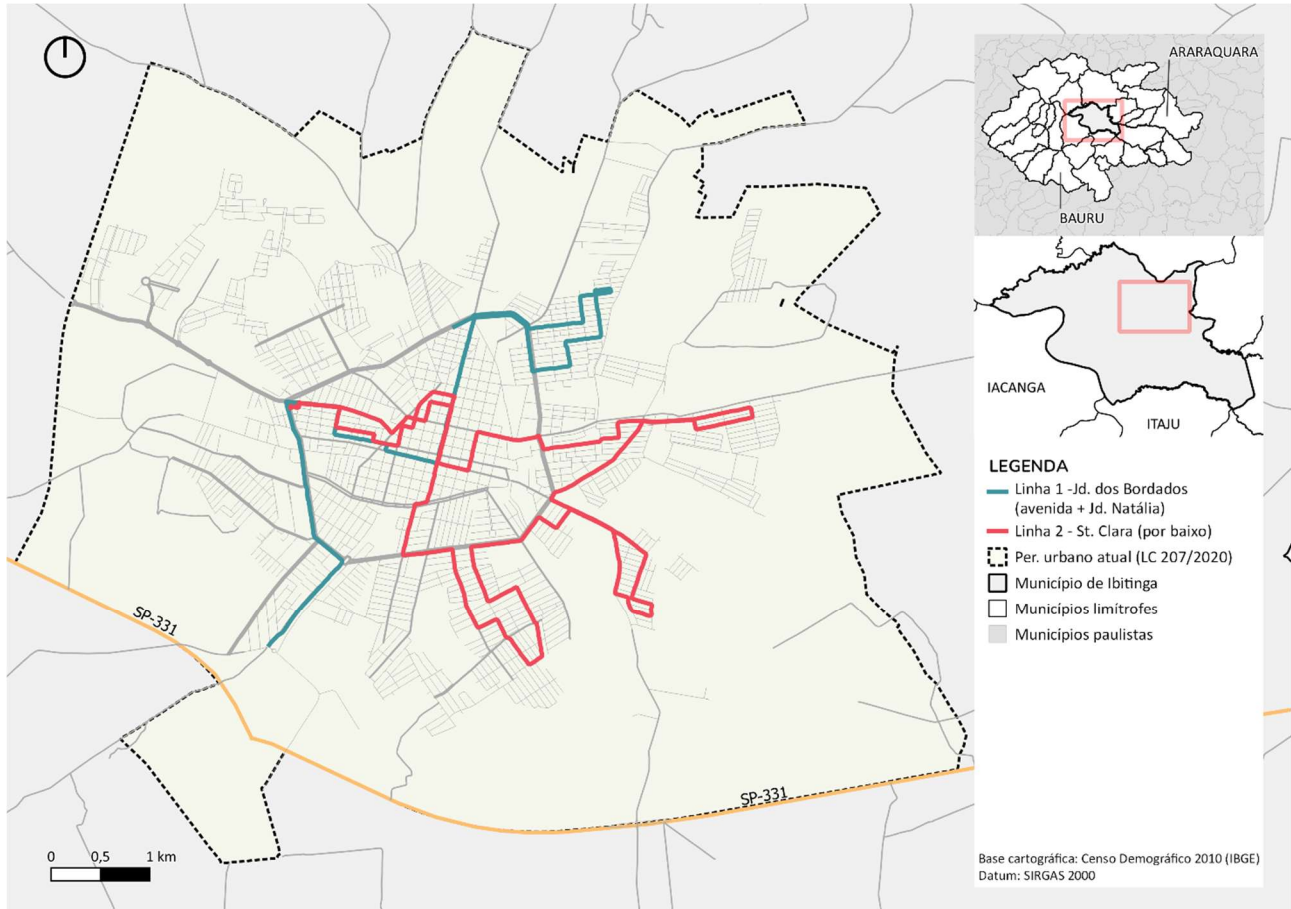 ARARAQUARA
BAURU
IACANGA
ITAJU
LEGENDA
Linha 1 -Jd. dos Bordados
(avenida + Jd. Natália)
Linha 2 - St. Clara (por baixo)
Per. urbano atual (LC 207/2020)
Município de Ibitinga
Municípios limítrofes
Municípios paulistas
SP-331
SP-331
0 0,5 1 km
Base cartográfica: Censo Demográfico 2010 (IBGE)
Datum: SIRGAS 2000